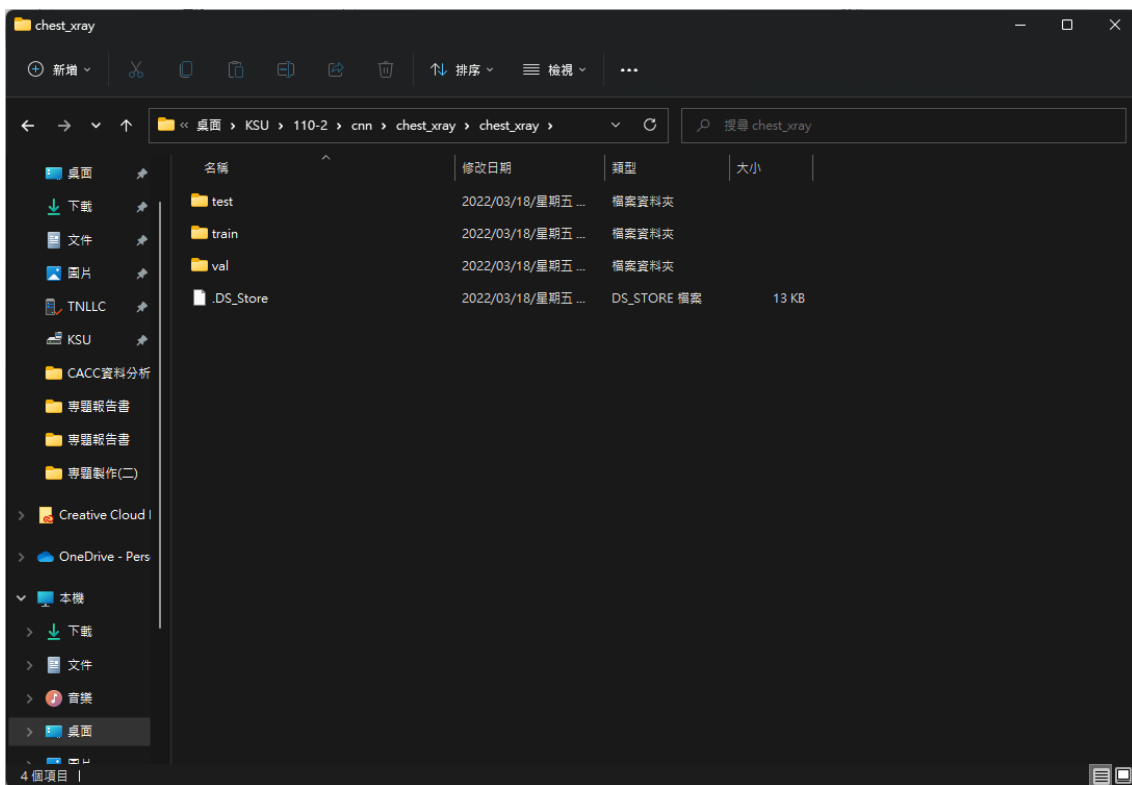 chest_xray
新增
排序
檢視
桌面 › KSU › 110-2 › cnn › chest_xray › chest_xray ›
搜尋 chest_xray
名稱 修改日期 類型 大小
test 2022/03/18/星期五 ... 檔案資料夾
train 2022/03/18/星期五 ... 檔案資料夾
val 2022/03/18/星期五 ... 檔案資料夾
.DS_Store 2022/03/18/星期五 ... DS_STORE 檔案 13 KB
桌面
下載
文件
圖片
TNLLC
KSU
CACC資料分析
專題報告書
專題報告書
專題製作(二)
Creative Cloud
OneDrive - Pers
本機
下載
文件
音樂
桌面
4 個項目